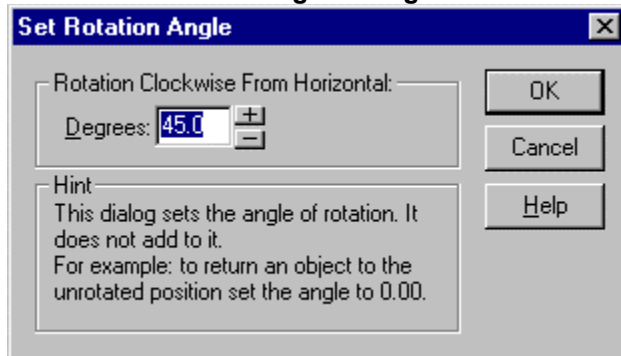 Set Rotation Angle
Rotation Clockwise From Horizontal:
OK
Degrees: 45.0
+
−
Cancel
Hint
This dialog sets the angle of rotation. It
does not add to it.
For example: to return an object to the
unrotated position set the angle to 0.00.
Help